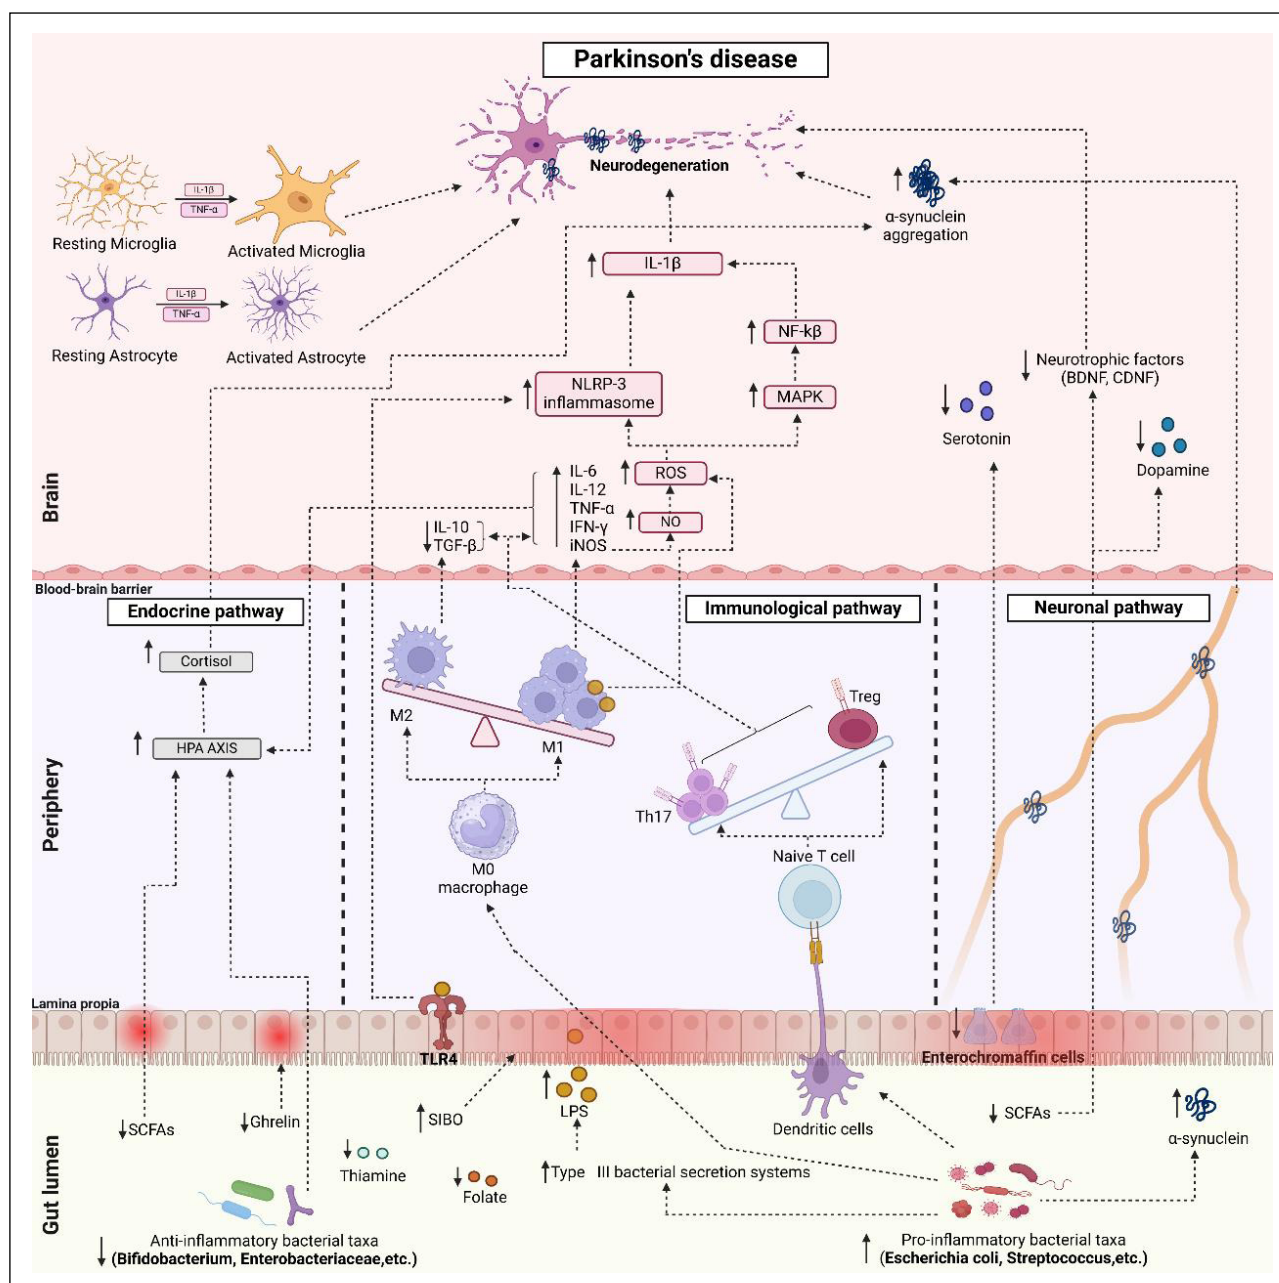 Parkinson's disease
Neurodegeneration
IL-1β
TNF-α
Resting Microglia
Activated Microglia
α-synuclein
aggregation
IL-1β
TNF-α
Resting Astrocyte
Activated Astrocyte
IL-1β
NF-kβ
NLRP-3
inflammasome
MAPK
Neurotrophic factors
(BDNF, CDNF)
Serotonin
Dopamine
Brain
IL-6
IL-12
TNF-α
IFN-γ
iNOS
ROS
NO
IL-10
TGF-β
Blood-brain barrier
Endocrine pathway
Immunological pathway
Neuronal pathway
Cortisol
HPA AXIS
M2
M1
Treg
Th17
Periphery
M0
macrophage
Naive T cell
Lamina propia
TLR4
Enterochromaffin cells
SCFAs
Ghrelin
SIBO
LPS
Dendritic cells
SCFAs
α-synuclein
Thiamine
Folate
Type III bacterial secretion systems
Gut lumen
Anti-inflammatory bacterial taxa
(Bifidobacterium, Enterobacteriaceae,etc.)
Pro-inflammatory bacterial taxa
(Escherichia coli, Streptococcus,etc.)